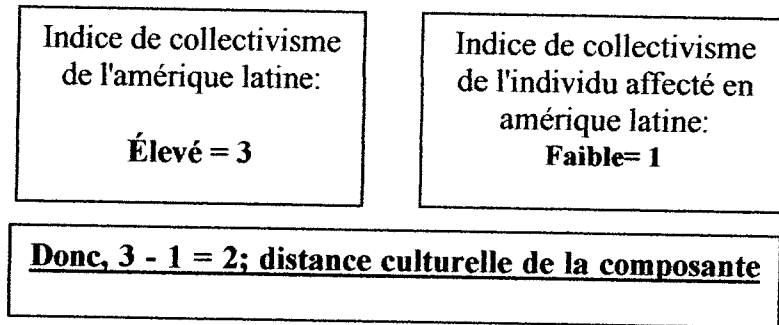 Indice de collectivisme
de l'amérique latine:
Élevé = 3
Indice de collectivisme
de l'individu affecté en
amérique latine:
Faible= 1
Donc, 3 - 1 = 2; distance culturelle de la composante